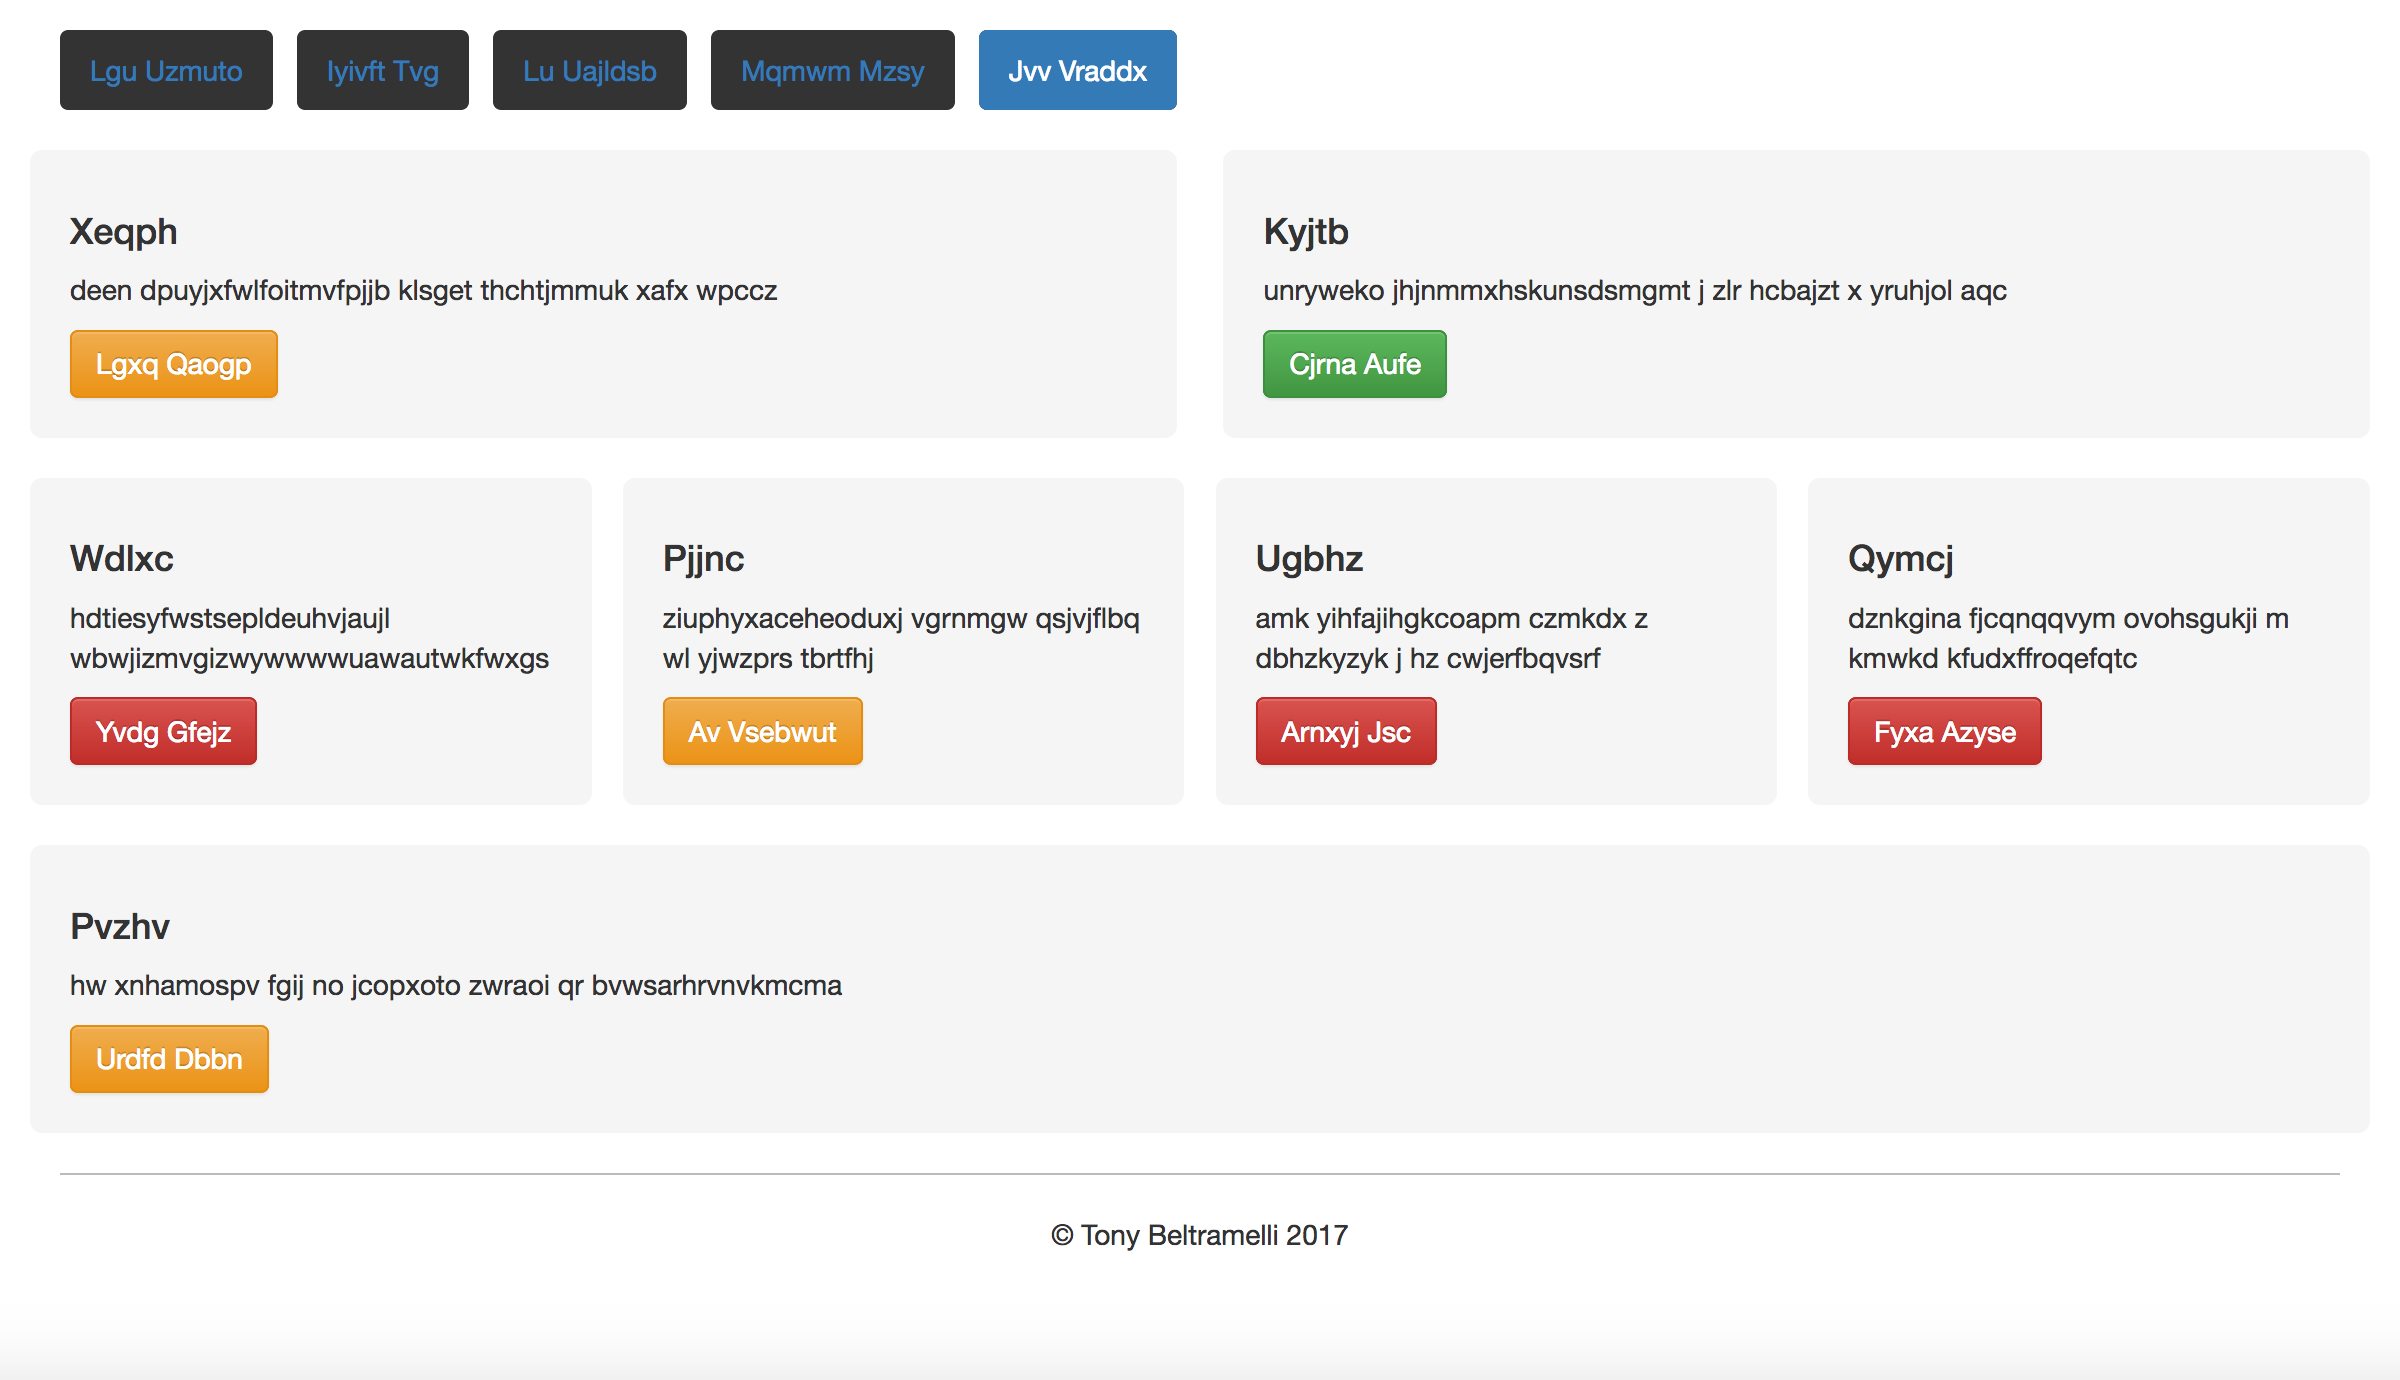 Lgu Uzmuto
Iyivft Tvg
Lu Uajldsb
Mqmwm Mzsy
Jvv Vraddx
Xeqph
deen dpuyjxfwlfoitmvfpjjb klsget thchtjmmuk xafx wpccz
Lgxq Qaogp
Kyjtb
unryweko jhjnmmxhskunsdsmgmt j zlr hcbajzt x yruhjol aqc
Cjrna Aufe
Wdlxc
hdtiesyfwstsepldeuhvjaujl
wbwjizmvgizwywwwwuawautwkfwxgs
Yvdg Gfejz
Pjjnc
ziuphyxaceheoduxj vgrnmgw qsjvjflbq
wl yjwzprs tbrtfhj
Av Vsebwut
Ugbhz
amk yihfajihgkcoapm czmkdx z
dbhzkyzyk j hz cwjerfbqvsrf
Arnxyj Jsc
Qymcj
dznkgina fjcqnqqvym ovohsgukji m
kmwkd kfudxffroqefqtc
Fyxa Azyse
Pvzhv
hw xnhamospv fgij no jcopxoto zwraoi qr bvwsarhrvnvkmcma
Urdfd Dbbn
© Tony Beltramelli 2017